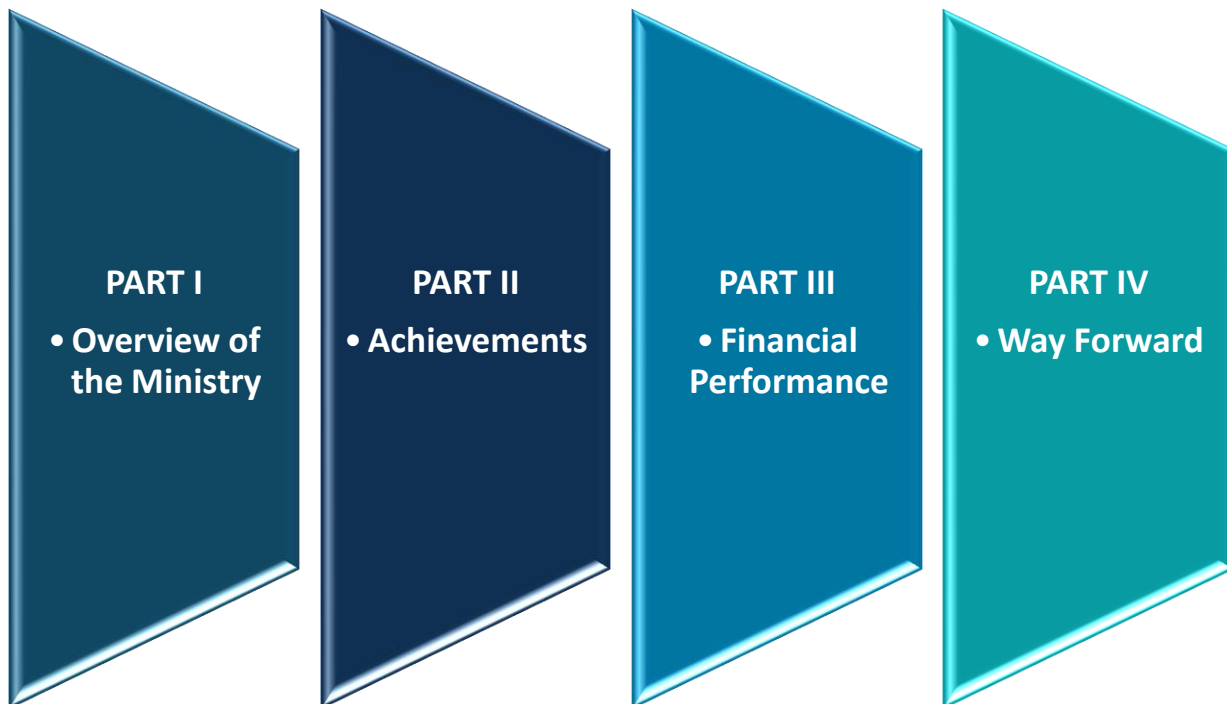 PART I
• Overview of
the Ministry
PART II
• Achievements
PART III
• Financial
Performance
PART IV
• Way Forward